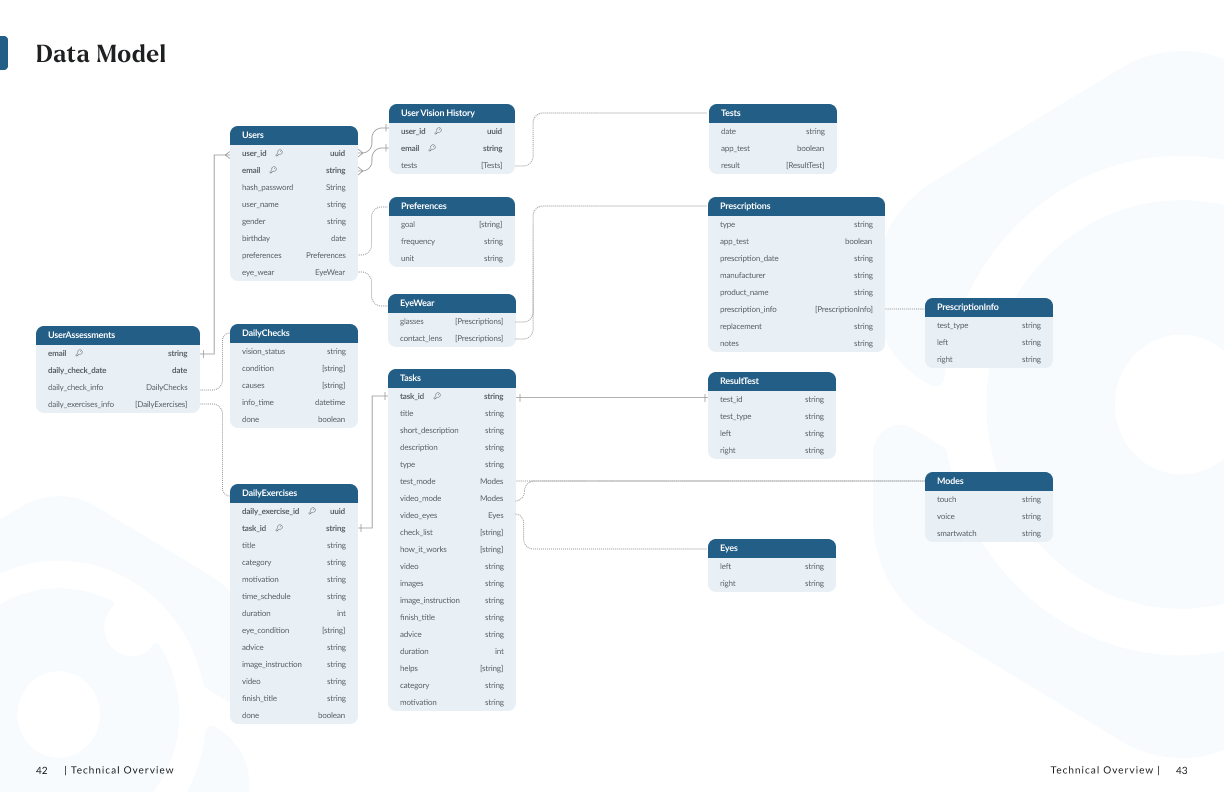 Data Model
Users
user_id uuid
email string
hash_password String
user_name string
gender string
birthday date
preferences Preferences
eye_wear EyeWear
User Vision History
user_id uuid
email string
tests [Tests]
Tests
date string
app_test boolean
result [ResultTest]
Preferences
goal [string]
frequency string
unit string
Prescriptions
type string
app_test boolean
prescription_date string
manufacturer string
product_name string
prescription_info [PrescriptionInfo]
replacement string
notes string
EyeWear
glasses [Prescriptions]
contact_lens [Prescriptions]
PrescriptionInfo
test_type string
left string
right string
UserAssessments
email string
daily_check_date date
daily_check_info DailyChecks
daily_exercises_info [DailyExercises]
DailyChecks
vision_status string
condition [string]
causes [string]
info_time datetime
done boolean
Tasks
task_id string
title string
short_description string
description string
type string
test_mode Modes
video_mode Modes
video_eyes Eyes
check_list [string]
how_it_works [string]
video string
images string
image_instruction string
finish_title string
advice string
duration int
helps [string]
category string
motivation string
ResultTest
test_id string
test_type string
left string
right string
Modes
touch string
voice string
smartwatch string
DailyExercises
daily_exercise_id uuid
task_id string
title string
category string
motivation string
time_schedule string
duration int
eye_condition [string]
advice string
image_instruction string
video string
finish_title string
done boolean
Eyes
left string
right string
42 | Technical Overview
Technical Overview | 43